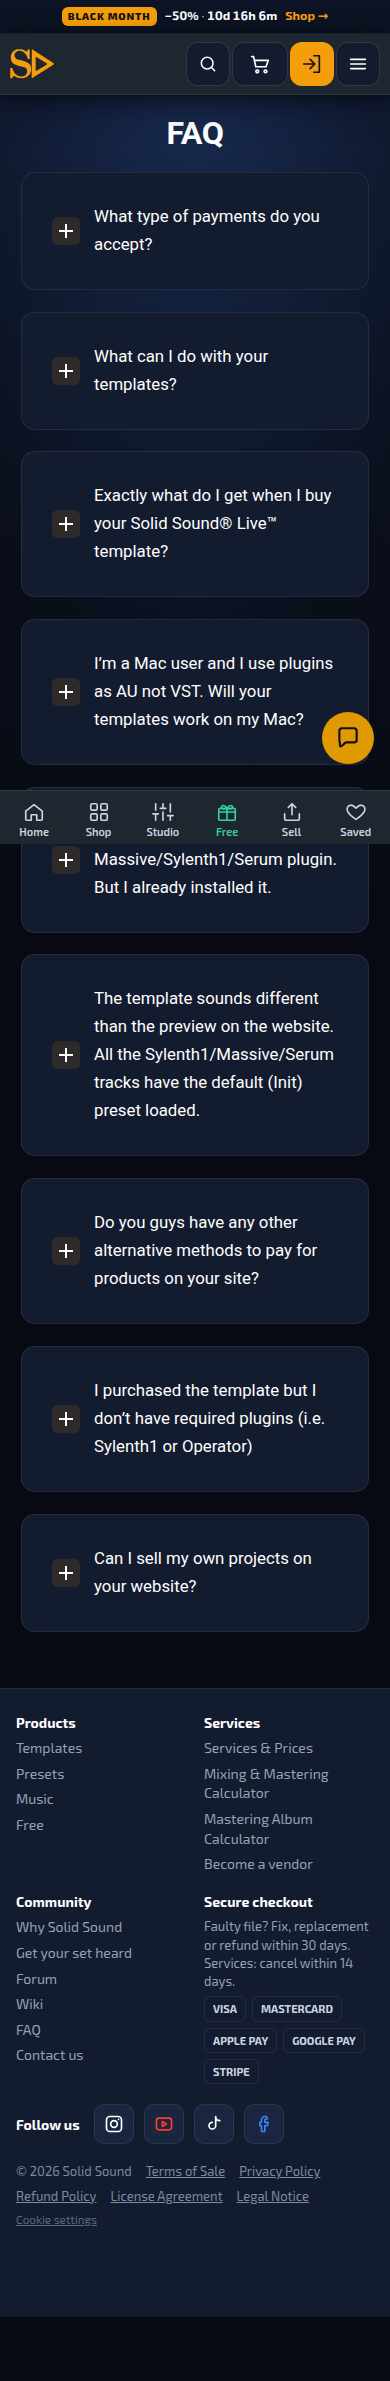 BLACK MONTH −50% · 10d 16h 6m Shop →
FAQ
What type of payments do you
accept?
What can I do with your
templates?
Exactly what do I get when I buy
your Solid Sound® Live™
template?
I’m a Mac user and I use plugins
as AU not VST. Will your
templates work on my Mac?
Home Shop Studio Free Sell Saved
Massive/Sylenth1/Serum plugin.
But I already installed it.
The template sounds different
than the preview on the website.
All the Sylenth1/Massive/Serum
tracks have the default (Init)
preset loaded.
Do you guys have any other
alternative methods to pay for
products on your site?
I purchased the template but I
don’t have required plugins (i.e.
Sylenth1 or Operator)
Can I sell my own projects on
your website?
Products
Templates
Presets
Music
Free
Services
Services & Prices
Mixing & Mastering
Calculator
Mastering Album
Calculator
Become a vendor
Community
Why Solid Sound
Get your set heard
Forum
Wiki
FAQ
Contact us
Secure checkout
Faulty file? Fix, replacement
or refund within 30 days.
Services: cancel within 14
days.
VISA MASTERCARD
APPLE PAY GOOGLE PAY
STRIPE
Follow us
© 2026 Solid Sound Terms of Sale Privacy Policy
Refund Policy License Agreement Legal Notice
Cookie settings